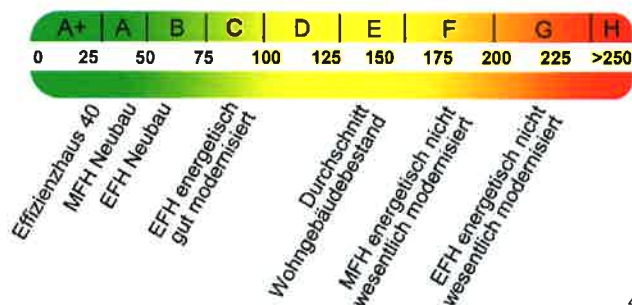 A+ A B C D E F G H
0 25 50 75 100 125 150 175 200 225 >250
Effizienzhaus 40
MFH Neubau
EFH Neubau
EFH energetisch
gut modernisiert
Durchschnitt
Wohngebäudebestand
MFH energetisch nicht
wesentlich modernisiert
EFH energetisch nicht
wesentlich modernisiert